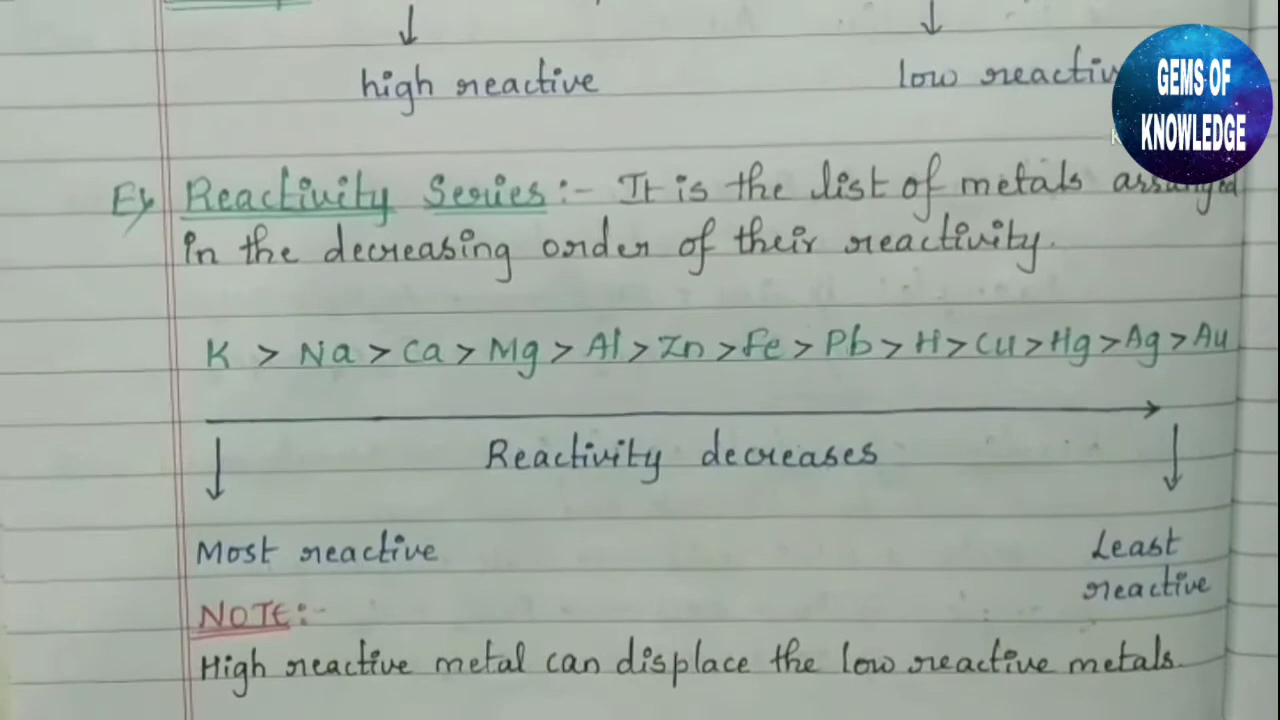 high reactive
low reactiv
GEMS OF
KNOWLEDGE
Ex Reactivity Series :- It is the list of metals arranged
in the decreasing order of their reactivity.
K > Na > Ca > Mg > Al > Zn > Fe > Pb > H > Cu > Hg > Ag > Au
Reactivity decreases
Most reactive
Least
reactive
NOTE:-
High reactive metal can displace the low reactive metals.